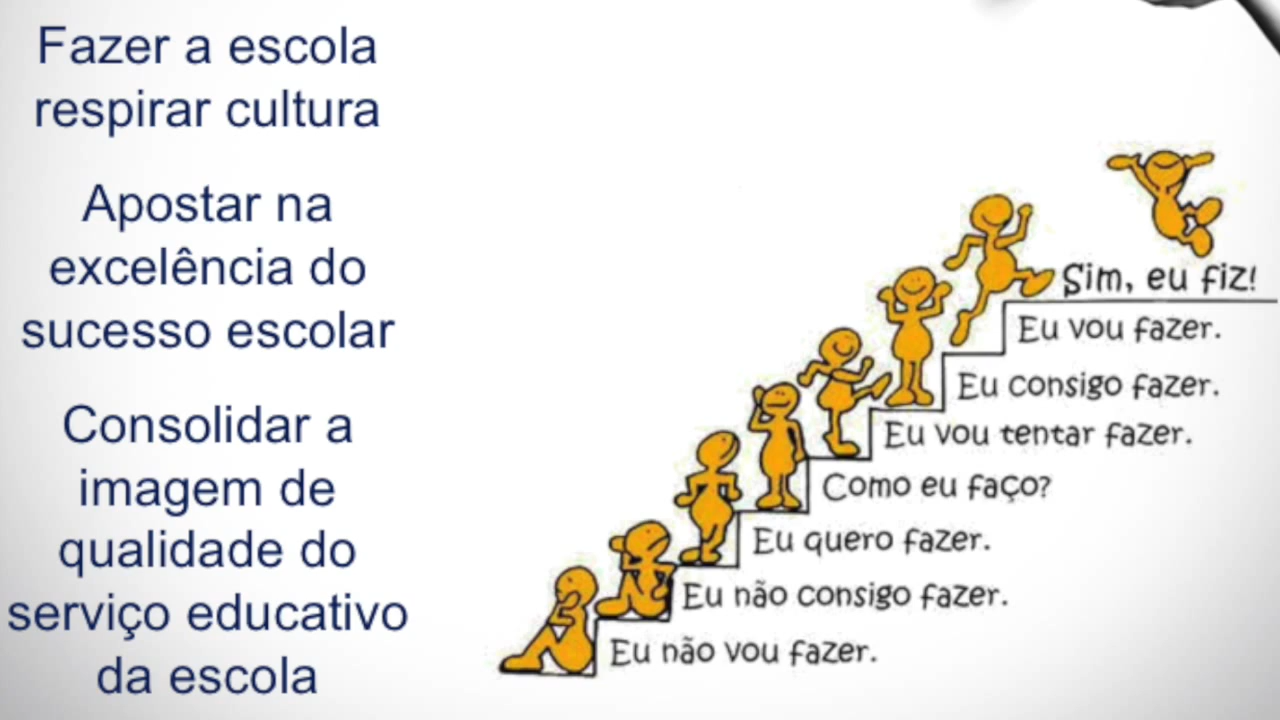 Fazer a escola
respirar cultura
Apostar na
excelência do
sucesso escolar
Consolidar a
imagem de
qualidade do
serviço educativo
da escola
Sim, eu fiz!
Eu vou fazer.
Eu consigo fazer.
Eu vou tentar fazer.
Como eu faço?
Eu quero fazer.
Eu não consigo fazer.
Eu não vou fazer.